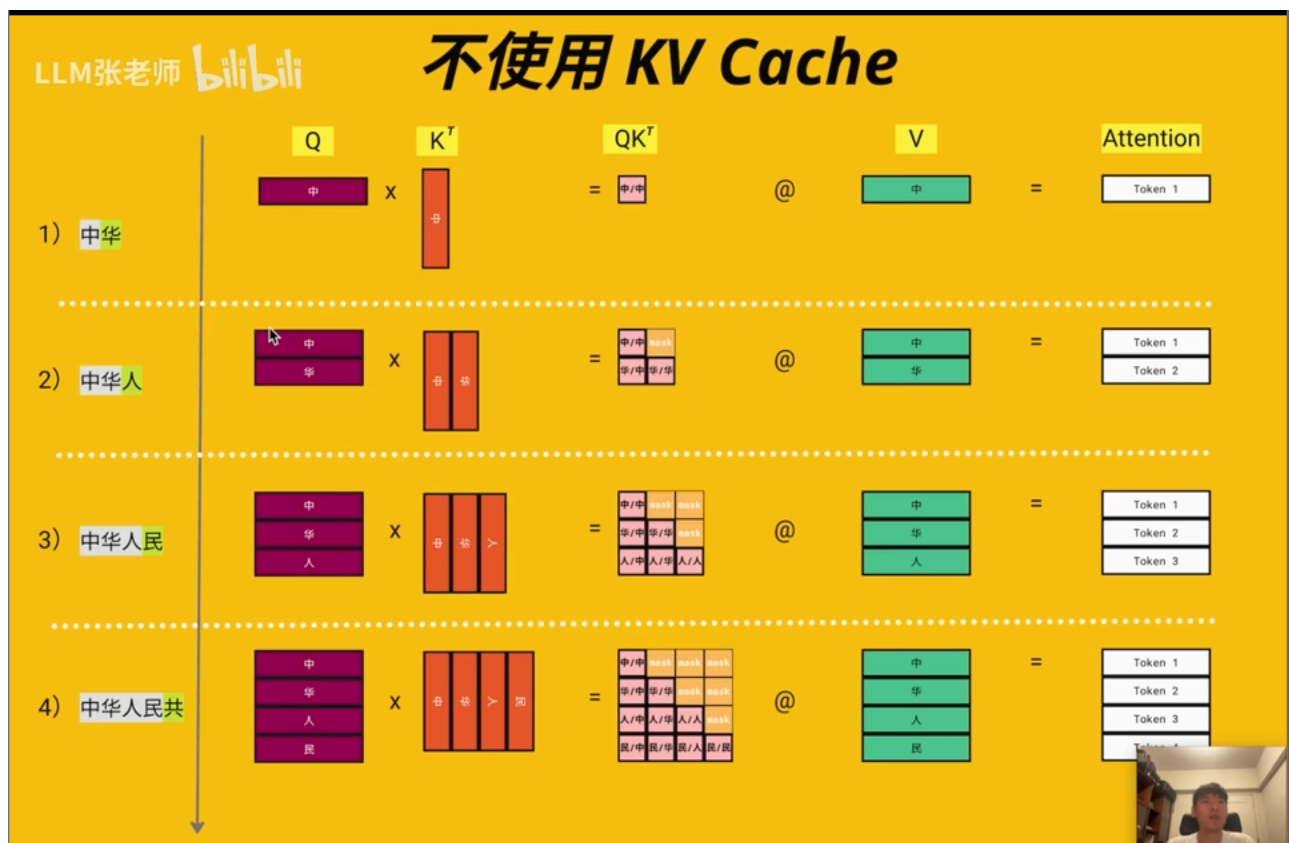 LLM张老师 bilibili
不使用 KV Cache
Q K^T QK^T V Attention
中 x 中 = 中/中 @ 中 = Token 1
1) 中华
中 中 华 中/中 mask 中 Token 1
2) 中华人 x = @ =
华 华/中 华/华 华 Token 2
中 中/中 mask mask 中 Token 1
3) 中华人民 华 x 中 华 人 = 华/中 华/华 mask @ 华 = Token 2
人 人/中 人/华 人/人 人 Token 3
中 中/中 mask mask mask 中 = Token 1
华 华/中 华/华 mask mask 华 Token 2
4) 中华人民共 人 x 中 华 人 民 = 人/中 人/华 人/人 mask @ 人 Token 3
民 民/中 民/华 民/人 民/民 民